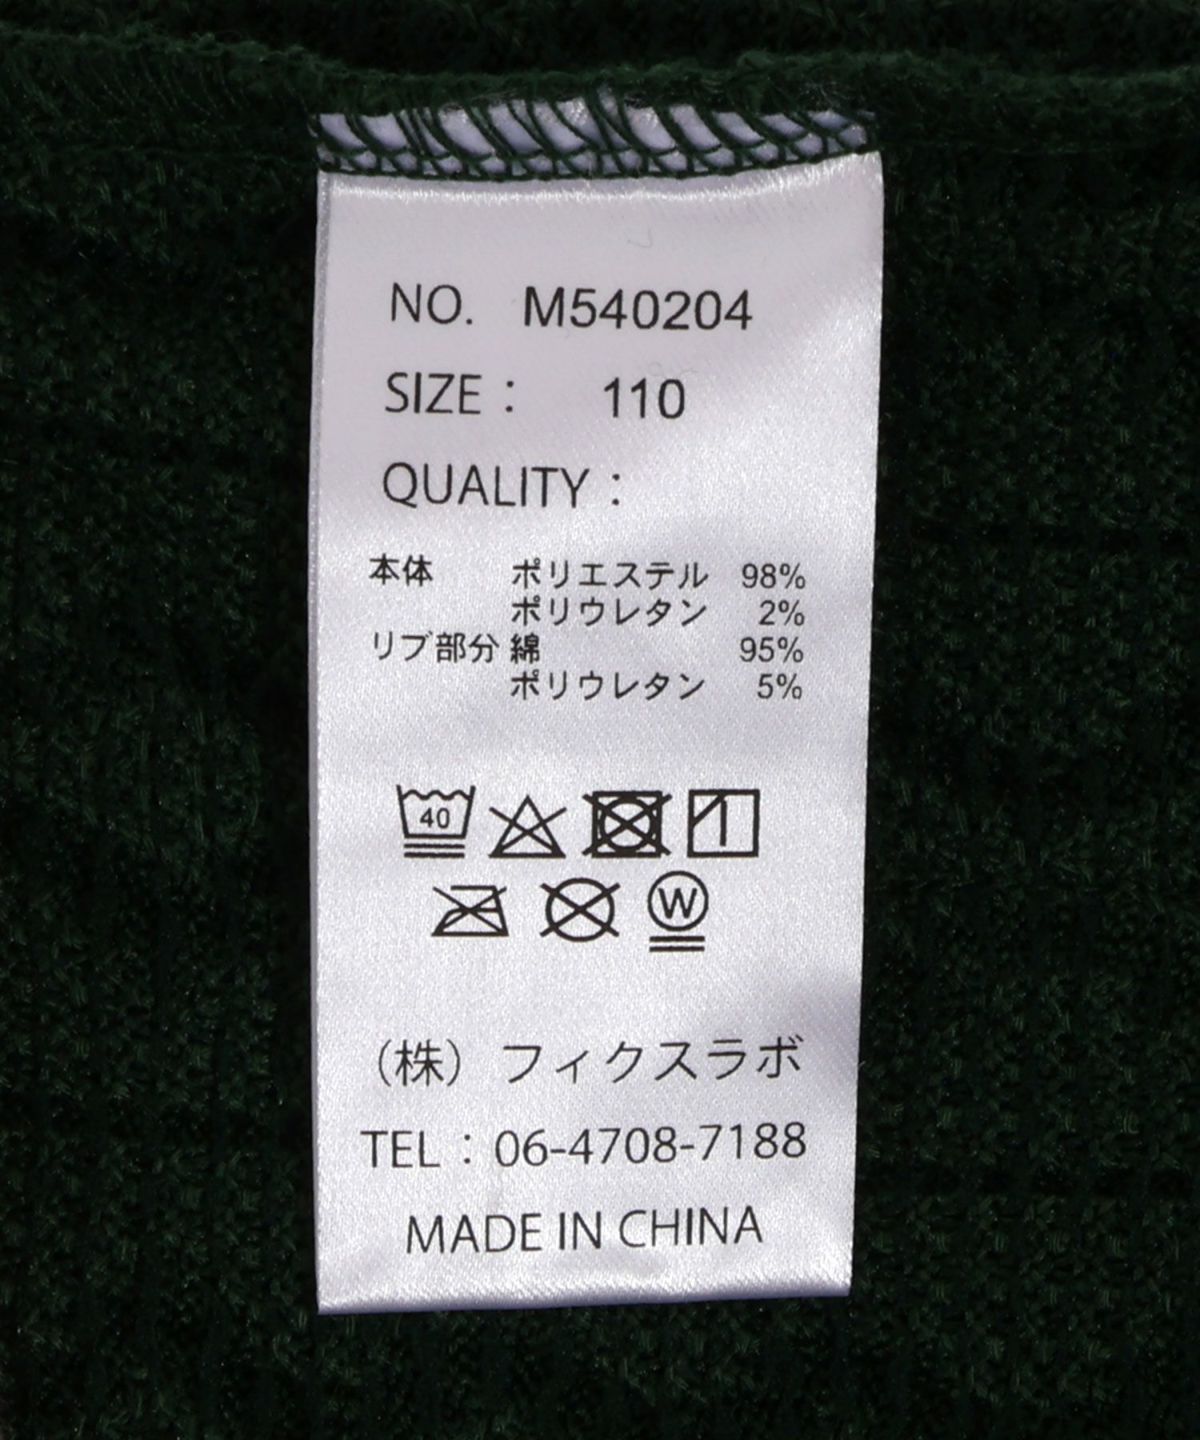 NO. M540204
SIZE： 110
QUALITY：
本体 ポリエステル 98%
ポリウレタン 2%
リブ部分 綿 95%
ポリウレタン 5%
40
W
（株）フィクスラボ
TEL：06-4708-7188
MADE IN CHINA